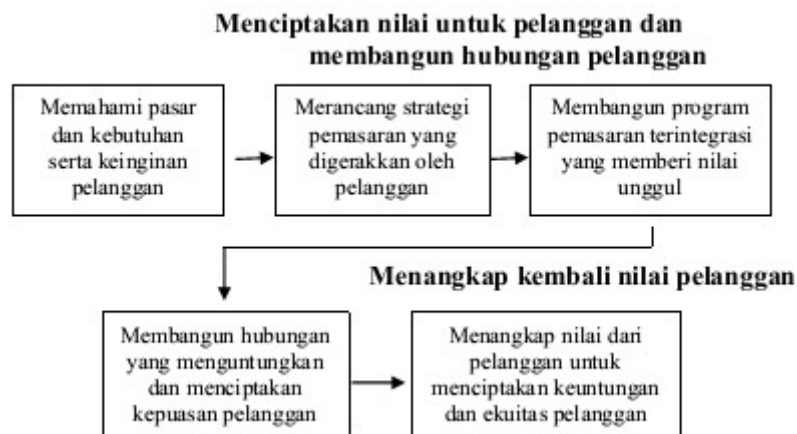 Menciptakan nilai untuk pelanggan dan
membangun hubungan pelanggan
Memahami pasar
dan kebutuhan
serta keinginan
pelanggan
Merancang strategi
pemasaran yang
digerakkan oleh
pelanggan
Membangun program
pemasaran terintegrasi
yang memberi nilai
unggul
Menangkap kembali nilai pelanggan
Membangun hubungan
yang menguntungkan
dan menciptakan
kepuasan pelanggan
Menangkap nilai dari
pelanggan untuk
menciptakan keuntungan
dan ekuitas pelanggan